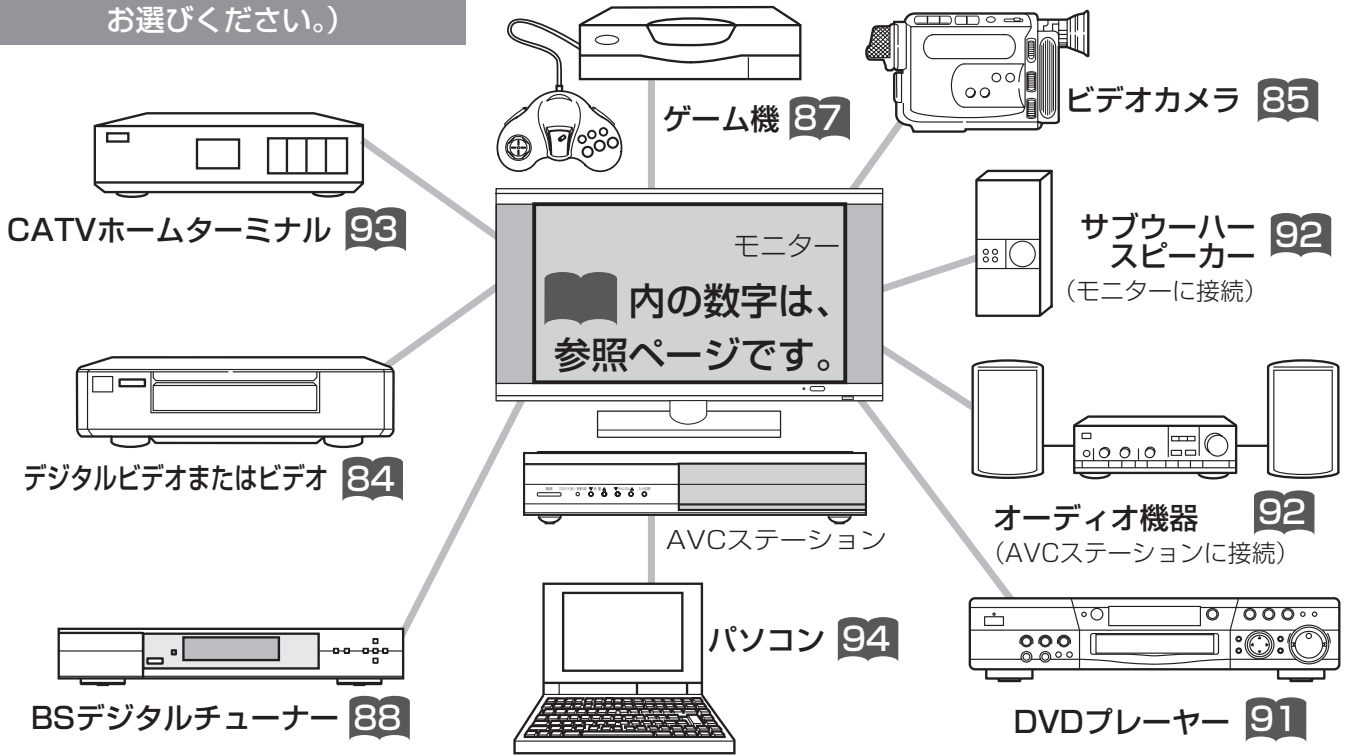 お選びください。）
ゲーム機 87
ビデオカメラ 85
CATVホームターミナル 93
モニター
内の数字は、
参照ページです。
サブウーハー
スピーカー 92
（モニターに接続）
デジタルビデオまたはビデオ 84
AVCステーション
オーディオ機器 92
（AVCステーションに接続）
BSデジタルチューナー 88
パソコン 94
DVDプレーヤー 91